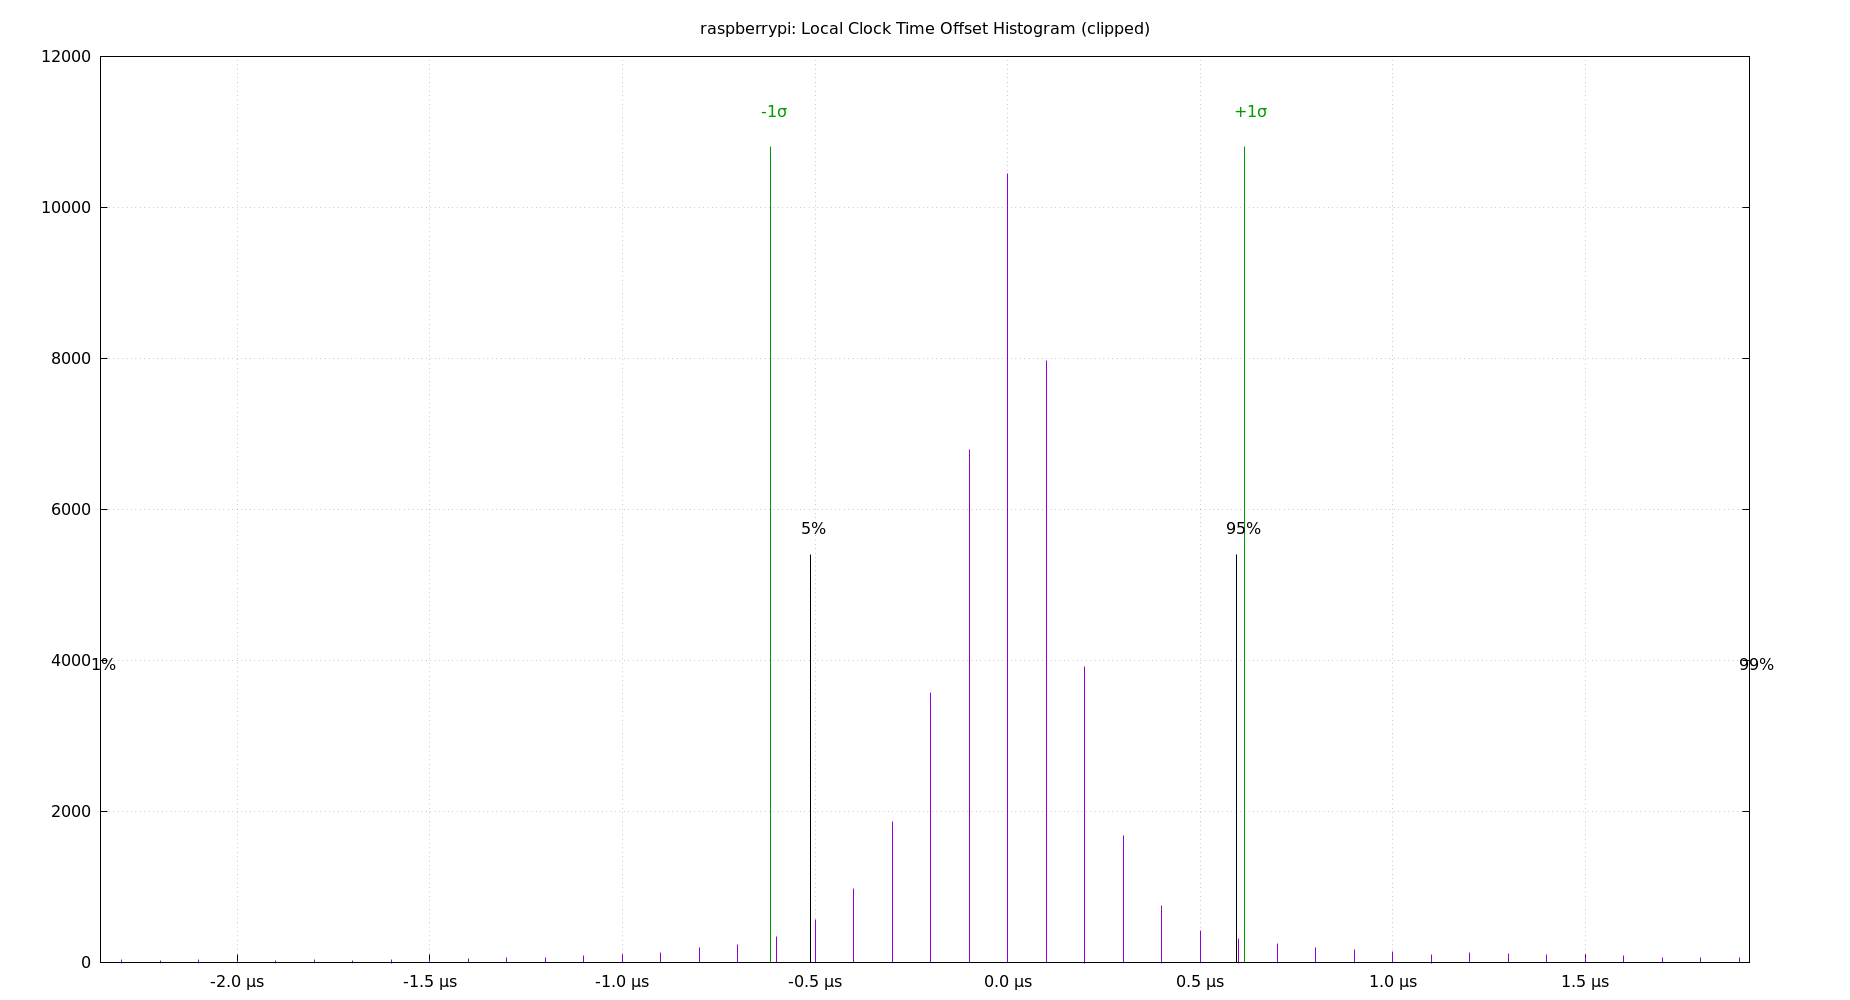 raspberrypi: Local Clock Time Offset Histogram (clipped)
12000
-1σ
+1σ
10000
8000
6000
5%
95%
4000
1%
99%
2000
0
-2.0 μs
-1.5 μs
-1.0 μs
-0.5 μs
0.0 μs
0.5 μs
1.0 μs
1.5 μs